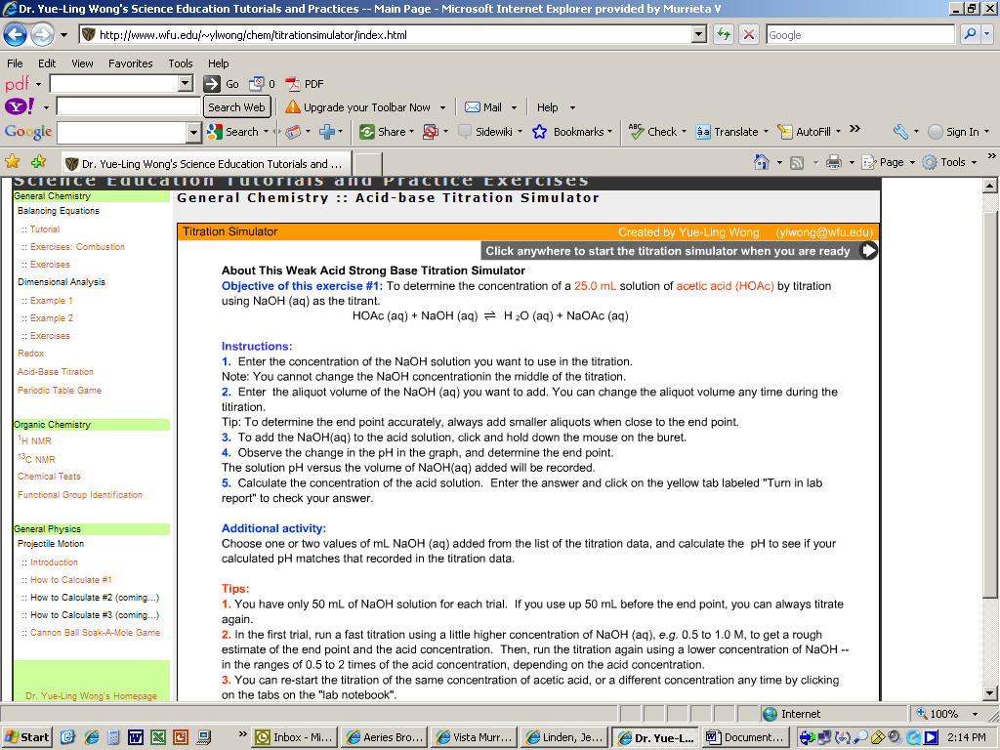 Dr. Yue-Ling Wong's Science Education Tutorials and Practices -- Main Page - Microsoft Internet Explorer provided by Murrieta V
http://www.wfu.edu/~ylwong/chem/titrationsimulator/index.html
Google
File Edit View Favorites Tools Help
pdf Go 0 PDF
Y! Search Web Upgrade your Toolbar Now Mail Help
Google Search Share Sidewiki Bookmarks Check Translate AutoFill Sign In
Dr. Yue-Ling Wong's Science Education Tutorials and ... Page Tools
Science Education Tutorials and Practice Exercises
General Chemistry
Balancing Equations
:: Tutorial
:: Exercises: Combustion
:: Exercises
Dimensional Analysis
:: Example 1
:: Example 2
:: Exercises
Redox
Acid-Base Titration
Periodic Table Game
Organic Chemistry
1H NMR
13C NMR
Chemical Tests
Functional Group Identification
General Physics
Projectile Motion
:: Introduction
:: How to Calculate #1
:: How to Calculate #2 (coming...)
:: How to Calculate #3 (coming...)
:: Cannon Ball Soak-A-Mole Game
Dr. Yue-Ling Wong's Homepage
General Chemistry :: Acid-base Titration Simulator
Titration Simulator Created by Yue-Ling Wong (ylwong@wfu.edu)
Click anywhere to start the titration simulator when you are ready
About This Weak Acid Strong Base Titration Simulator
Objective of this exercise #1: To determine the concentration of a 25.0 mL solution of acetic acid (HOAc) by titration
using NaOH (aq) as the titrant.
HOAc (aq) + NaOH (aq) ⇌ H 2O (aq) + NaOAc (aq)
Instructions:
1. Enter the concentration of the NaOH solution you want to use in the titration.
Note: You cannot change the NaOH concentrationin the middle of the titration.
2. Enter the aliquot volume of the NaOH (aq) you want to add. You can change the aliquot volume any time during the
titiration.
Tip: To determine the end point accurately, always add smaller aliquots when close to the end point.
3. To add the NaOH(aq) to the acid solution, click and hold down the mouse on the buret.
4. Observe the change in the pH in the graph, and determine the end point.
The solution pH versus the volume of NaOH(aq) added will be recorded.
5. Calculate the concentration of the acid solution. Enter the answer and click on the yellow tab labeled "Turn in lab
report" to check your answer.
Additional activity:
Choose one or two values of mL NaOH (aq) added from the list of the titration data, and calculate the pH to see if your
calculated pH matches that recorded in the titration data.
Tips:
1. You have only 50 mL of NaOH solution for each trial. If you use up 50 mL before the end point, you can always titrate
again.
2. In the first trial, run a fast titration using a little higher concentration of NaOH (aq), e.g. 0.5 to 1.0 M, to get a rough
estimate of the end point and the acid concentration. Then, run the titration again using a lower concentration of NaOH --
in the ranges of 0.5 to 2 times of the acid concentration, depending on the acid concentration.
3. You can re-start the titration of the same concentration of acetic acid, or a different concentration any time by clicking
on the tabs on the "lab notebook".
Internet 100%
Start Inbox - Mi... Aeries Bro... Vista Murr... Linden, Je... Dr. Yue-L... Document... 2:14 PM